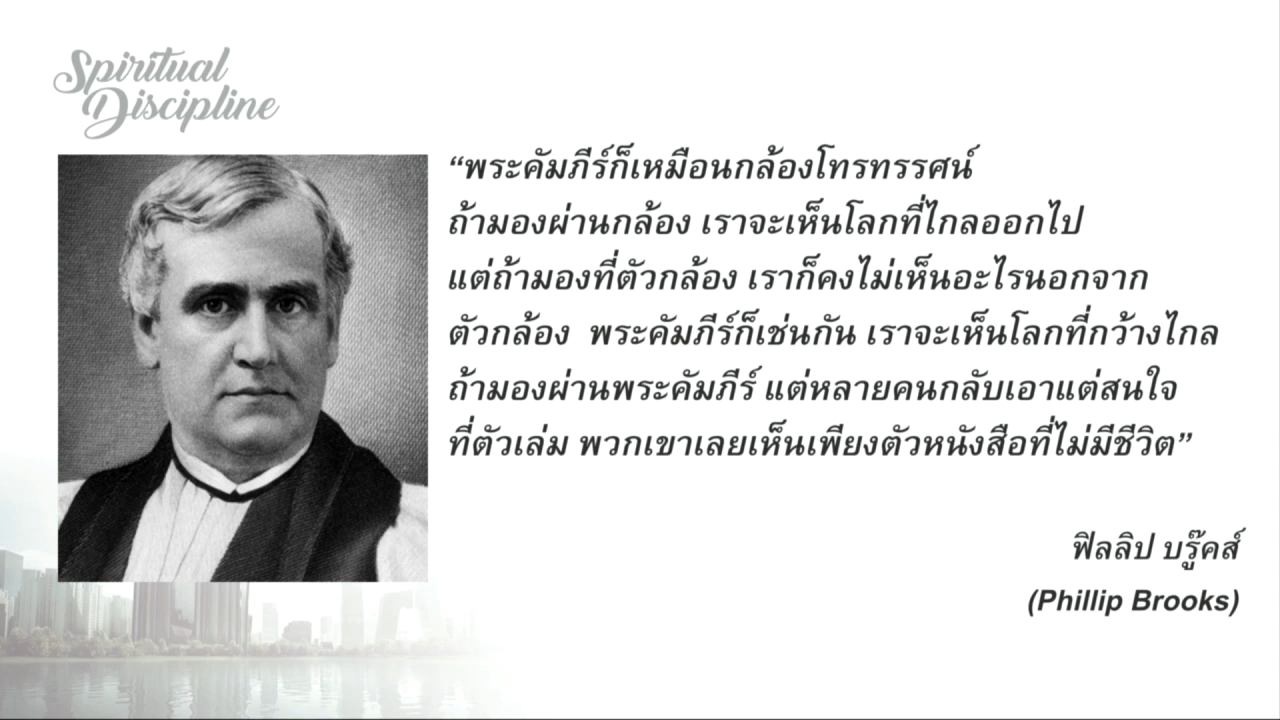 Spiritual
Discipline
“พระคัมภีร์ก็เหมือนกล้องโทรทรรศน์
ถ้ามองผ่านกล้อง เราจะเห็นโลกที่ไกลออกไป
แต่ถ้ามองที่ตัวกล้อง เราก็คงไม่เห็นอะไรนอกจาก
ตัวกล้อง พระคัมภีร์ก็เช่นกัน เราจะเห็นโลกที่กว้างไกล
ถ้ามองผ่านพระคัมภีร์ แต่หลายคนกลับเอาแต่สนใจ
ที่ตัวเล่ม พวกเขาเลยเห็นเพียงตัวหนังสือที่ไม่มีชีวิต”
ฟิลลิป บรู๊คส์
(Phillip Brooks)